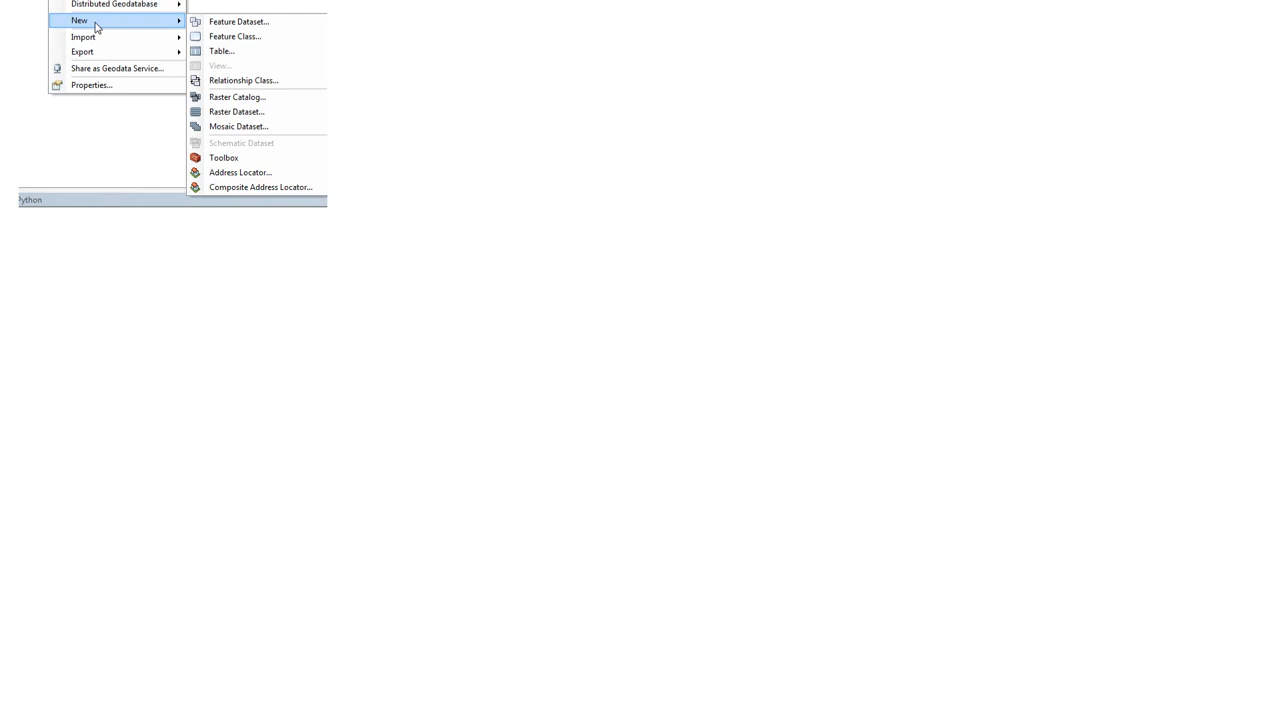 Distributed Geodatabase
New
Import
Export
Share as Geodata Service...
Properties...
Feature Dataset...
Feature Class...
Table...
View...
Relationship Class...
Raster Catalog...
Raster Dataset...
Mosaic Dataset...
Schematic Dataset
Toolbox
Address Locator...
Composite Address Locator...
Python